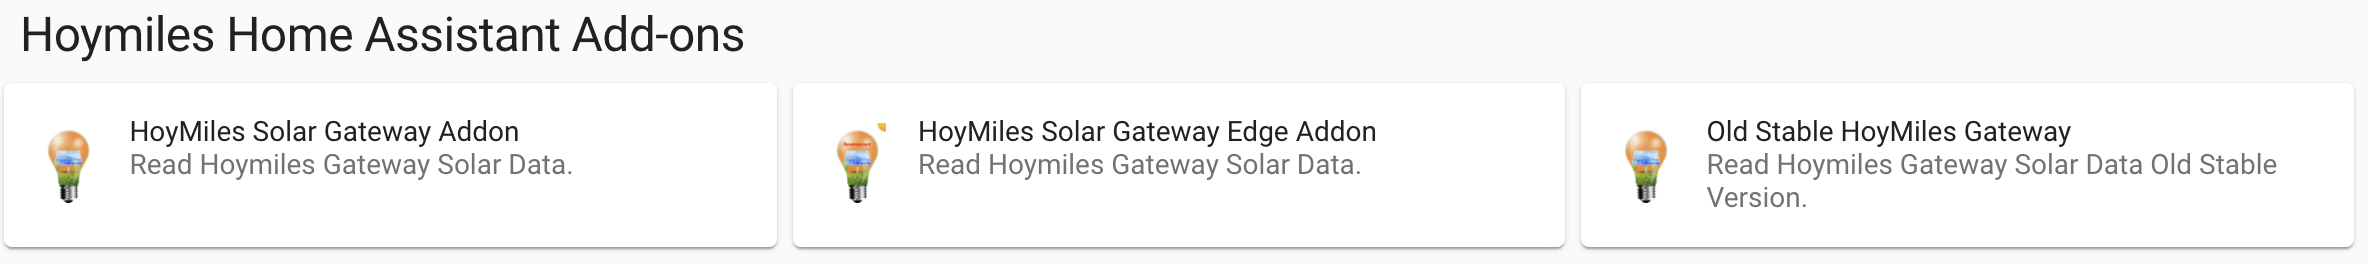 Hoymiles Home Assistant Add-ons
HoyMiles Solar Gateway Addon
Read Hoymiles Gateway Solar Data.
Development
HoyMiles Solar Gateway Edge Addon
Read Hoymiles Gateway Solar Data.
Old Stable HoyMiles Gateway
Read Hoymiles Gateway Solar Data Old Stable
Version.